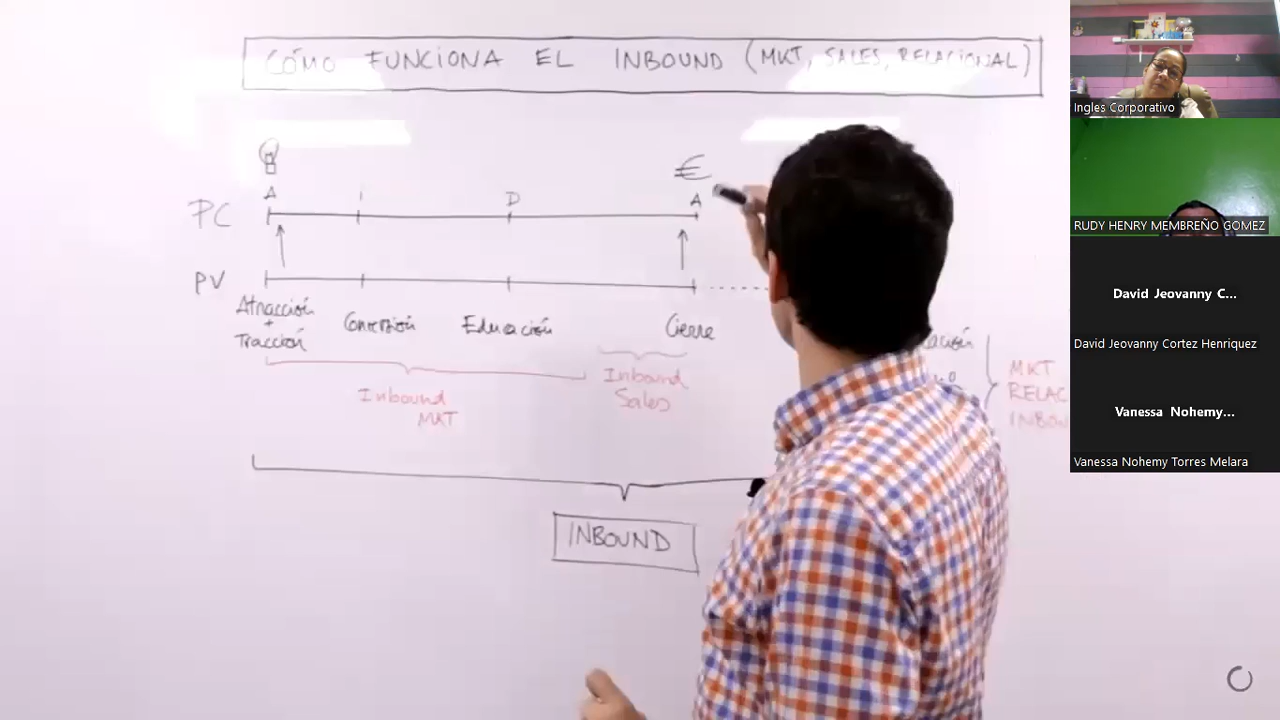 CÓMO FUNCIONA EL INBOUND (MKT, SALES, RELACIONAL)
€
A I D A
PC
PV
Atracción + Tracción
Conversión
Educación
Cierre
Inbound MKT
Inbound Sales
MKT
RELAC
INBOUND
Ingles Corporativo
RUDY HENRY MEMBREÑO GOMEZ
David Jeovanny C...
David Jeovanny Cortez Henriquez
Vanessa Nohemy...
Vanessa Nohemy Torres Melara